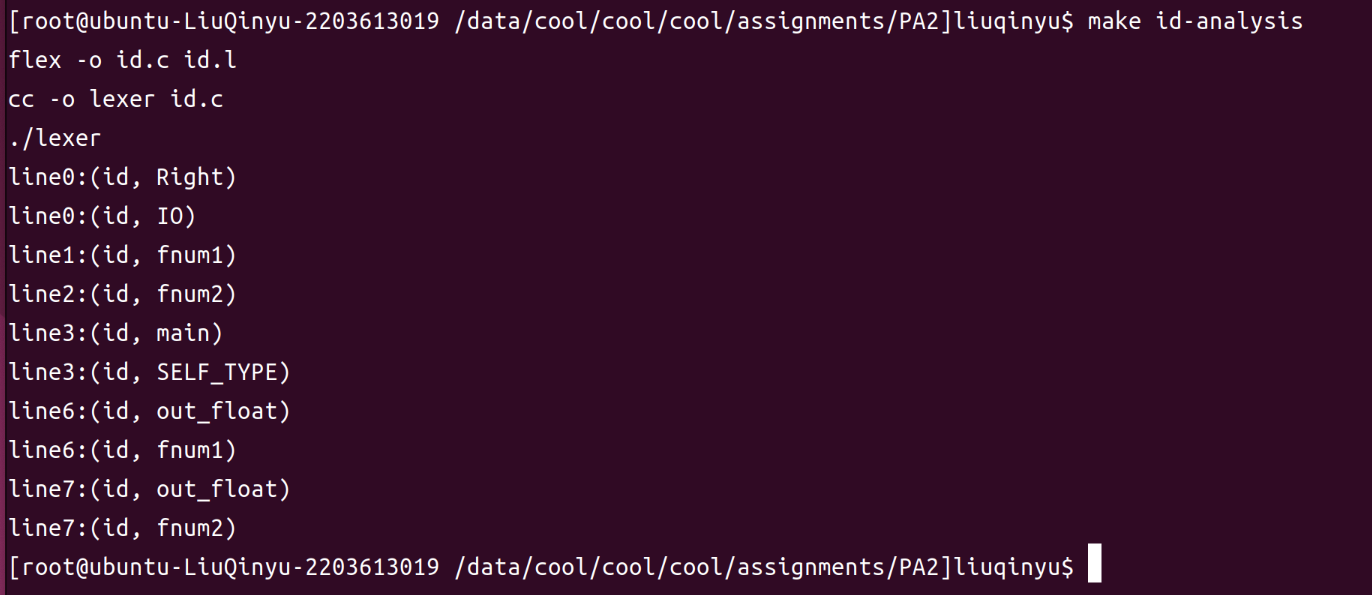 [root@ubuntu-LiuQinyu-2203613019 /data/cool/cool/cool/assignments/PA2]liuqinyu$ make id-analysis
flex -o id.c id.l
cc -o lexer id.c
./lexer
line0:(id, Right)
line0:(id, IO)
line1:(id, fnum1)
line2:(id, fnum2)
line3:(id, main)
line3:(id, SELF_TYPE)
line6:(id, out_float)
line6:(id, fnum1)
line7:(id, out_float)
line7:(id, fnum2)
[root@ubuntu-LiuQinyu-2203613019 /data/cool/cool/cool/assignments/PA2]liuqinyu$